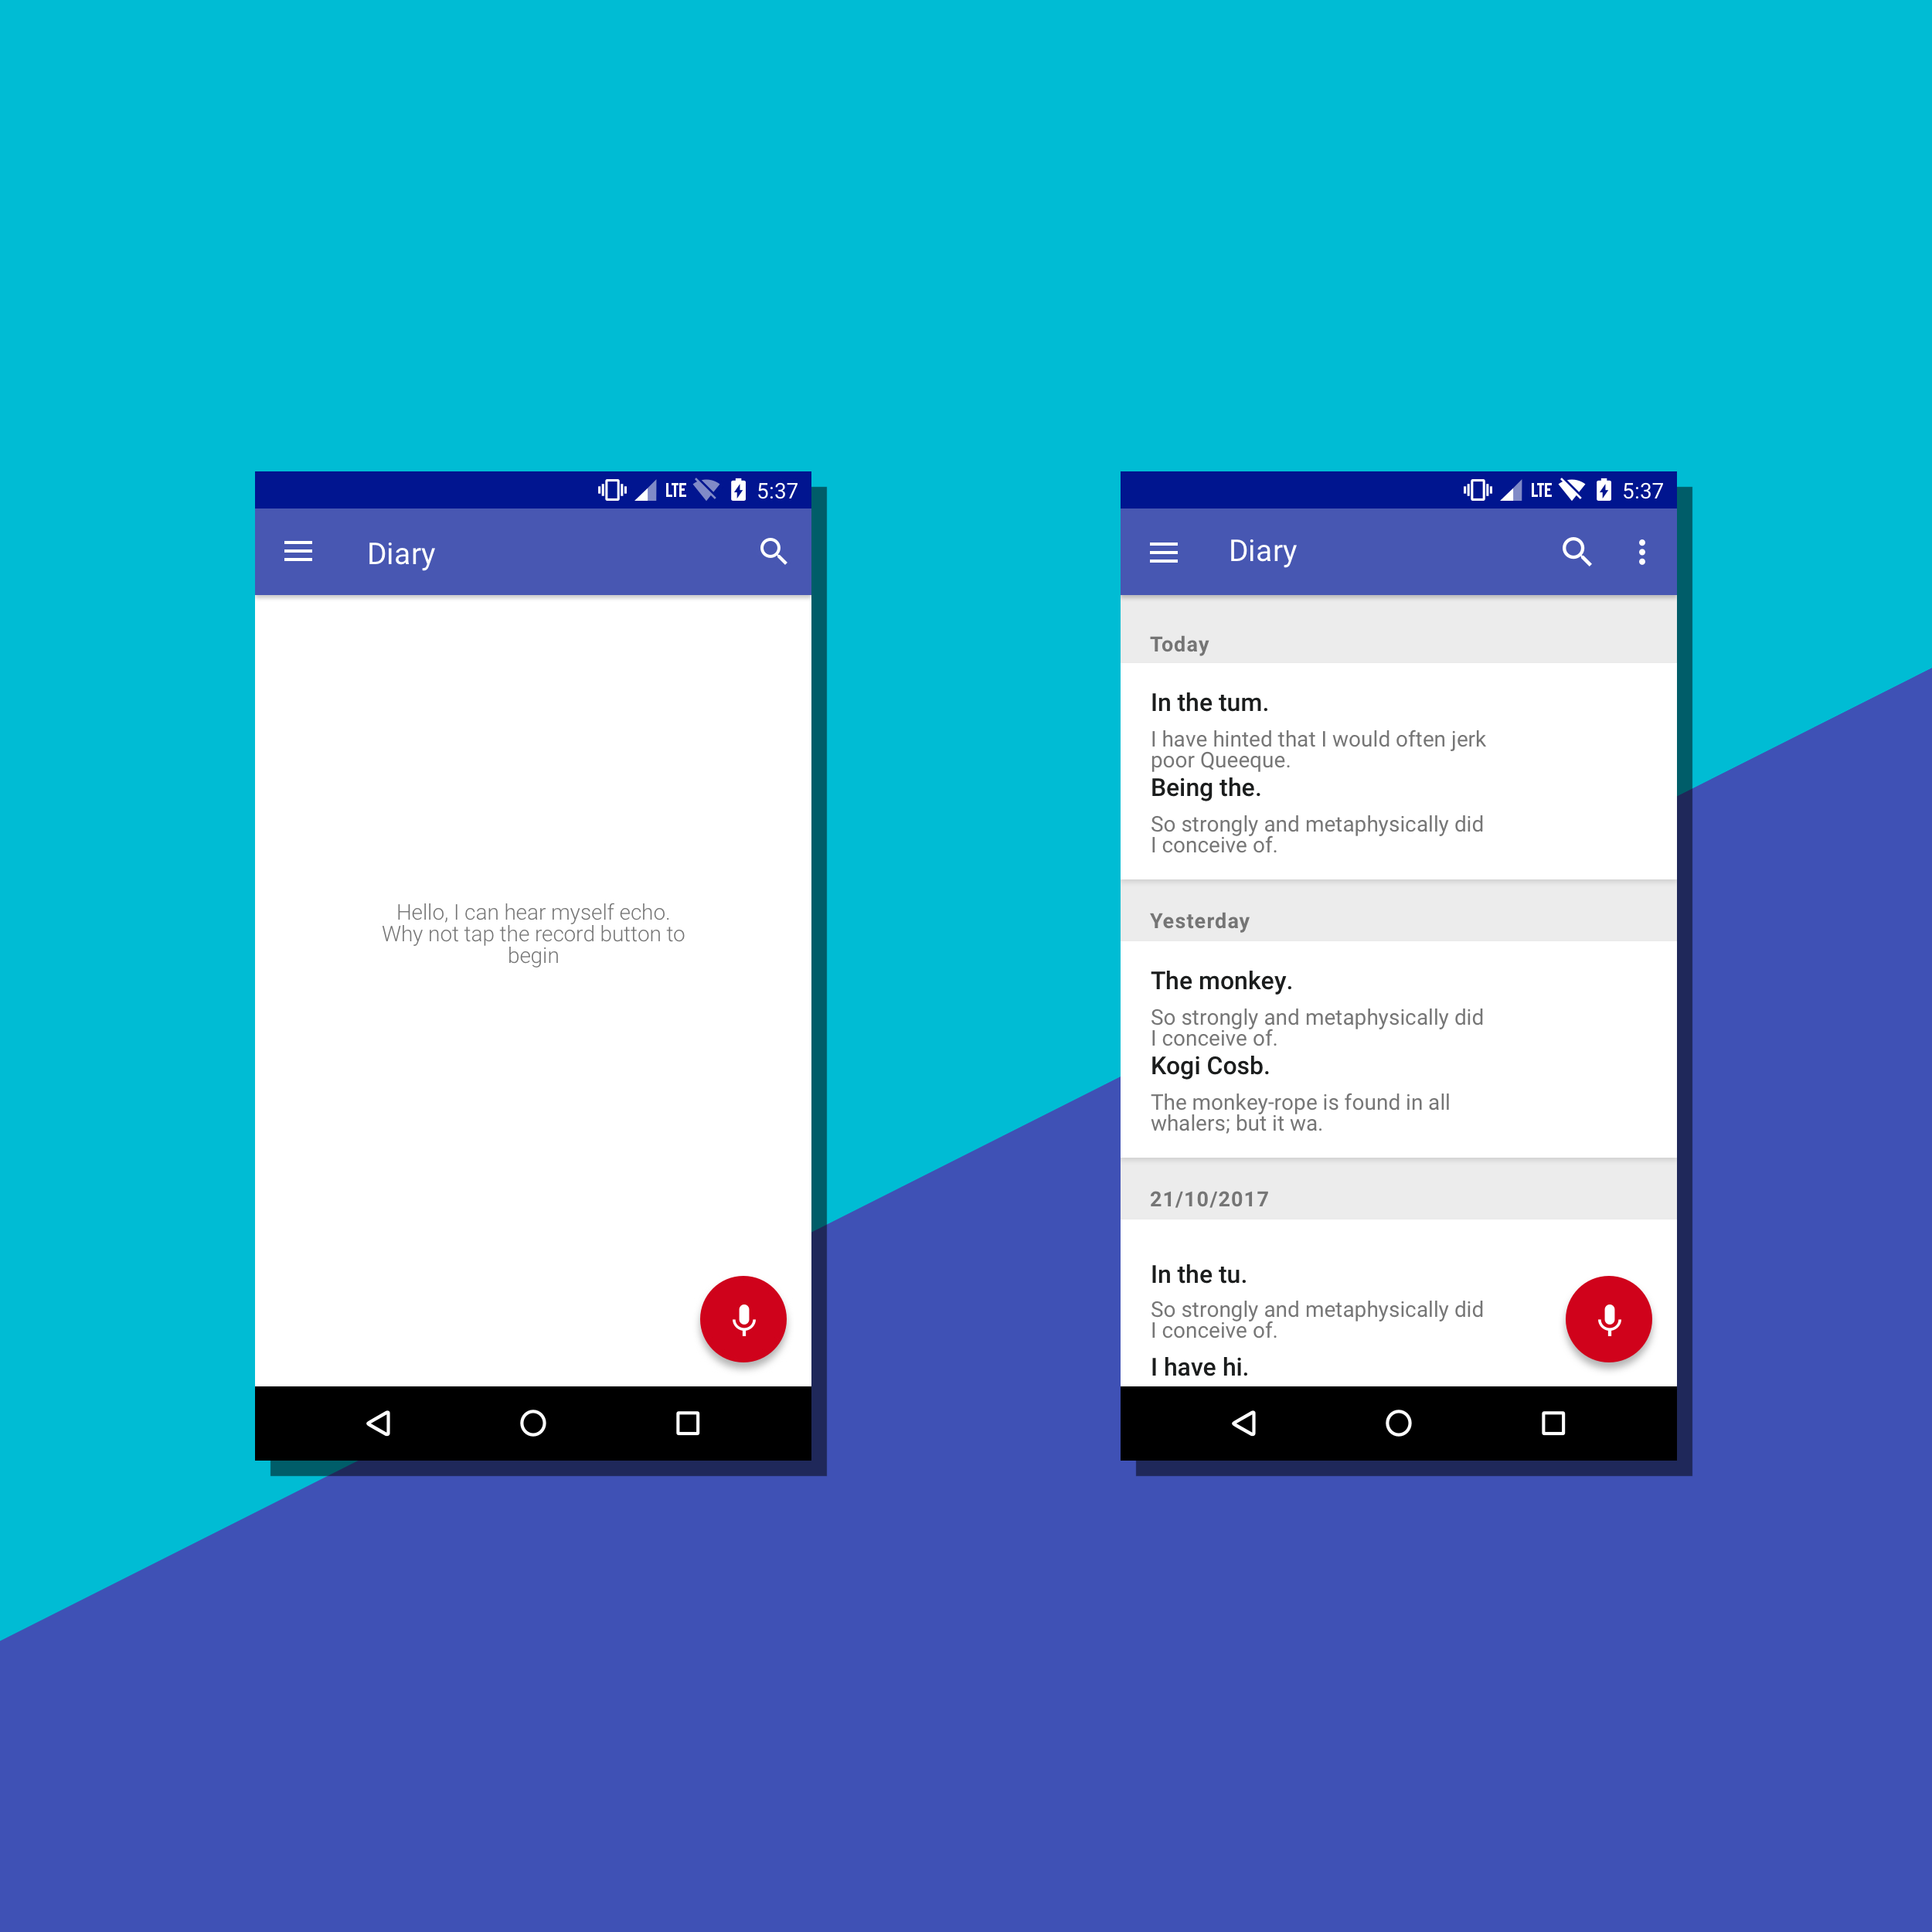 LTE 5:37
Diary
Hello, I can hear myself echo.
Why not tap the record button to
begin
LTE 5:37
Diary
Today
In the tum.
I have hinted that I would often jerk
poor Queeque.
Being the.
So strongly and metaphysically did
I conceive of.
Yesterday
The monkey.
So strongly and metaphysically did
I conceive of.
Kogi Cosb.
The monkey-rope is found in all
whalers; but it wa.
21/10/2017
In the tu.
So strongly and metaphysically did
I conceive of.
I have hi.